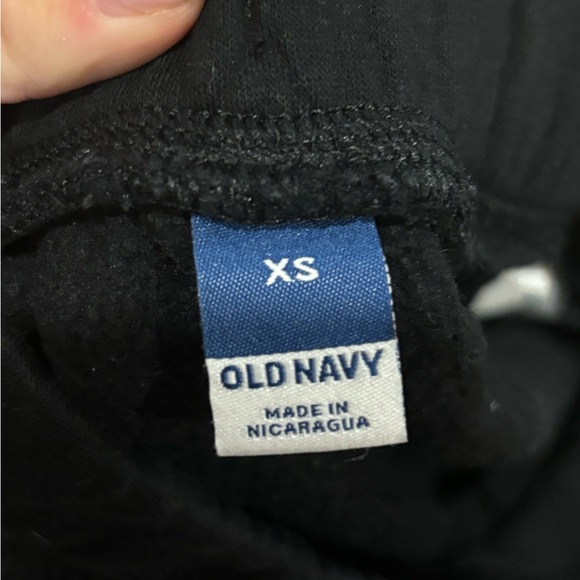 XS
OLD NAVY
MADE IN
NICARAGUA